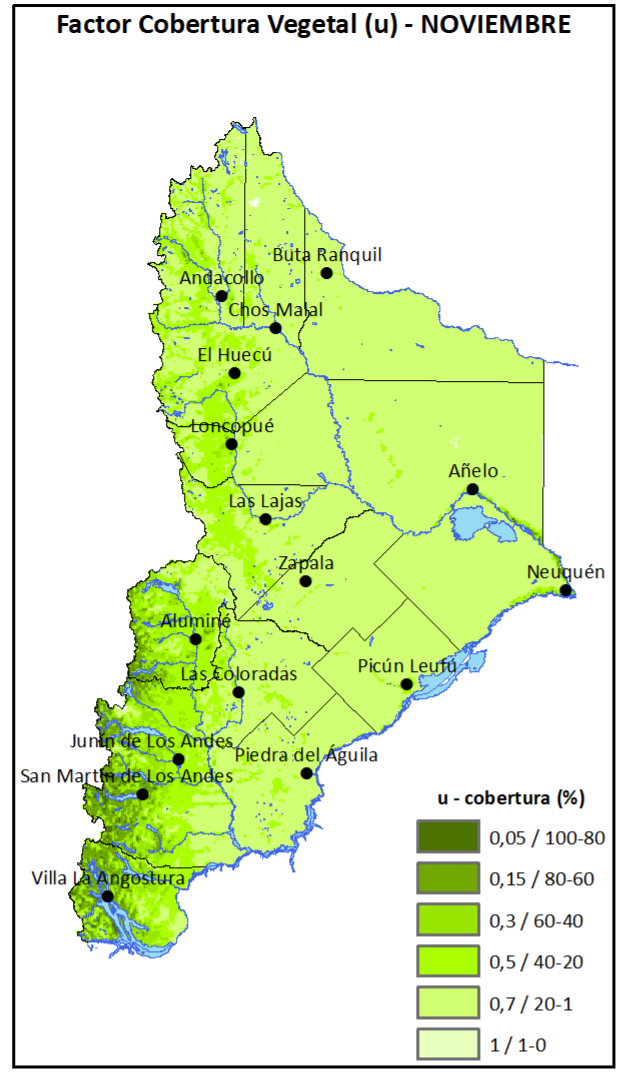 Factor Cobertura Vegetal (u) - NOVIEMBRE
Buta Ranquil
Andacollo
Chos Malal
El Huecú
Loncopué
Añelo
Las Lajas
Zapala
Neuquén
Aluminé
Picún Leufú
Las Coloradas
Junín de Los Andes
Piedra del Águila
San Martín de Los Andes
u - cobertura (%)
0,05 / 100-80
0,15 / 80-60
Villa La Angostura
0,3 / 60-40
0,5 / 40-20
0,7 / 20-1
1 / 1-0